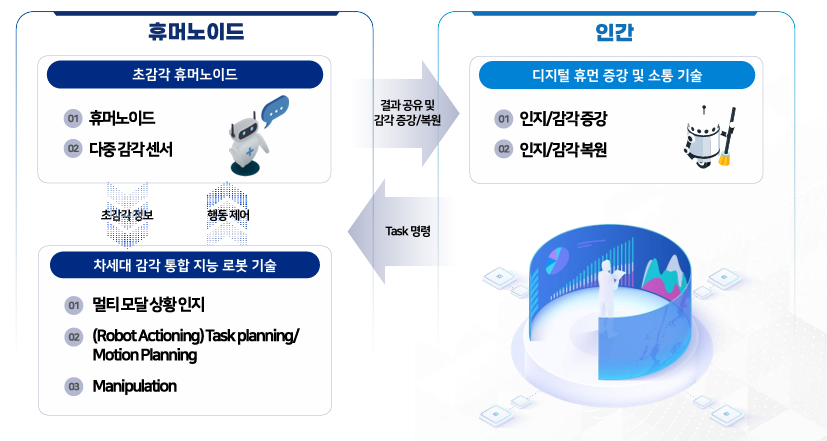 휴머노이드
초감각 휴머노이드
01 휴머노이드
02 다중 감각 센서
초감각 정보
행동 제어
차세대 감각 통합 지능 로봇 기술
01 멀티 모달 상황 인지
02 (Robot Actioning) Task planning/
Motion Planning
03 Manipulation
결과 공유 및
감각 증강/복원
Task 명령
인간
디지털 휴먼 증강 및 소통 기술
01 인지/감각 증강
02 인지/감각 복원